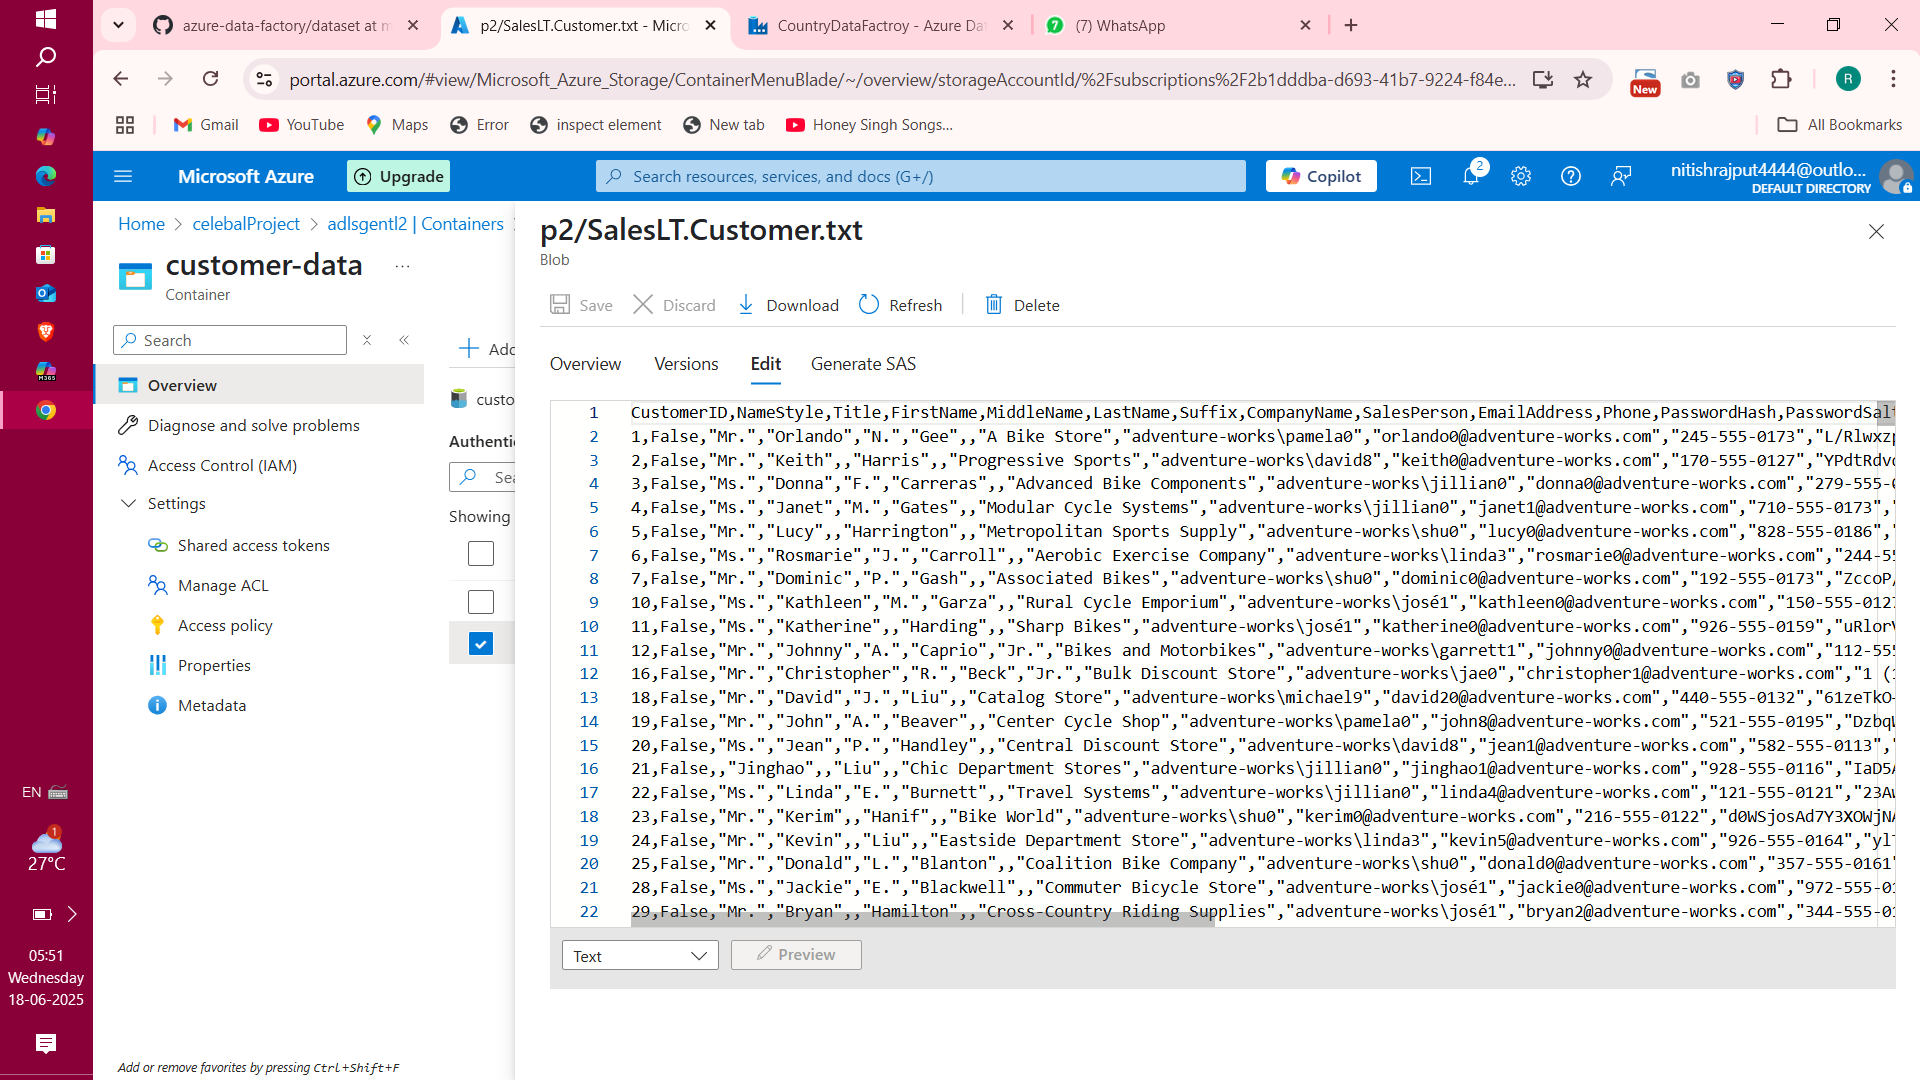 azure-data-factory/dataset at m
p2/SalesLT.Customer.txt - Micro
CountryDataFactroy - Azure Da
(7) WhatsApp
portal.azure.com/#view/Microsoft_Azure_Storage/ContainerMenuBlade/~/overview/storageAccountId/%2Fsubscriptions%2F2b1dddba-d693-41b7-9224-f84e...
New
R
Gmail
YouTube
Maps
Error
inspect element
New tab
Honey Singh Songs...
All Bookmarks
Microsoft Azure
Upgrade
Search resources, services, and docs (G+/)
Copilot
2
nitishrajput4444@outlo...
DEFAULT DIRECTORY
Home > celebalProject > adlsgentl2 | Containers
customer-data
...
Container
Search
Overview
Diagnose and solve problems
Access Control (IAM)
Settings
Shared access tokens
Manage ACL
Access policy
Properties
Metadata
Add or remove favorites by pressing Ctrl+Shift+F
Add
custo
Authentic
Sea
Showing
p2/SalesLT.Customer.txt
Blob
Save
Discard
Download
Refresh
Delete
Overview
Versions
Edit
Generate SAS
1 CustomerID,NameStyle,Title,FirstName,MiddleName,LastName,Suffix,CompanyName,SalesPerson,EmailAddress,Phone,PasswordHash,PasswordSalt
2 1,False,"Mr.","Orlando","N.","Gee",,"A Bike Store","adventure-works\pamela0","orlando0@adventure-works.com","245-555-0173","L/Rlwxzp
3 2,False,"Mr.","Keith",,"Harris",,"Progressive Sports","adventure-works\david8","keith0@adventure-works.com","170-555-0127","YPdtRdvq
4 3,False,"Ms.","Donna","F.","Carreras",,"Advanced Bike Components","adventure-works\jillian0","donna0@adventure-works.com","279-555-0
5 4,False,"Ms.","Janet","M.","Gates",,"Modular Cycle Systems","adventure-works\jillian0","janet1@adventure-works.com","710-555-0173","
6 5,False,"Mr.","Lucy",,"Harrington",,"Metropolitan Sports Supply","adventure-works\shu0","lucy0@adventure-works.com","828-555-0186","
7 6,False,"Ms.","Rosmarie","J.","Carroll",,"Aerobic Exercise Company","adventure-works\linda3","rosmarie0@adventure-works.com","244-55
8 7,False,"Mr.","Dominic","P.","Gash",,"Associated Bikes","adventure-works\shu0","dominic0@adventure-works.com","192-555-0173","ZccoP/
9 10,False,"Ms.","Kathleen","M.","Garza",,"Rural Cycle Emporium","adventure-works\josé1","kathleen0@adventure-works.com","150-555-0127
10 11,False,"Ms.","Katherine",,"Harding",,"Sharp Bikes","adventure-works\josé1","katherine0@adventure-works.com","926-555-0159","uRlorV
11 12,False,"Mr.","Johnny","A.","Caprio","Jr.","Bikes and Motorbikes","adventure-works\garrett1","johnny0@adventure-works.com","112-555
12 16,False,"Mr.","Christopher","R.","Beck","Jr.","Bulk Discount Store","adventure-works\jae0","christopher1@adventure-works.com","1 (1
13 18,False,"Mr.","David","J.","Liu",,"Catalog Store","adventure-works\michael9","david20@adventure-works.com","440-555-0132","61zeTkO
14 19,False,"Mr.","John","A.","Beaver",,"Center Cycle Shop","adventure-works\pamela0","john8@adventure-works.com","521-555-0195","DzbqW
15 20,False,"Ms.","Jean","P.","Handley",,"Central Discount Store","adventure-works\david8","jean1@adventure-works.com","582-555-0113","
16 21,False,,"Jinghao",,"Liu",,"Chic Department Stores","adventure-works\jillian0","jinghao1@adventure-works.com","928-555-0116","IaD5A
17 22,False,"Ms.","Linda","E.","Burnett",,"Travel Systems","adventure-works\jillian0","linda4@adventure-works.com","121-555-0121","23Aw
18 23,False,"Mr.","Kerim",,"Hanif",,"Bike World","adventure-works\shu0","kerim0@adventure-works.com","216-555-0122","d0WSjosAd7Y3XOWjNA
19 24,False,"Mr.","Kevin",,"Liu",,"Eastside Department Store","adventure-works\linda3","kevin5@adventure-works.com","926-555-0164","ylT
20 25,False,"Mr.","Donald","L.","Blanton",,"Coalition Bike Company","adventure-works\shu0","donald0@adventure-works.com","357-555-0161"
21 28,False,"Ms.","Jackie","E.","Blackwell",,"Commuter Bicycle Store","adventure-works\josé1","jackie0@adventure-works.com","972-555-01
22 29,False,"Mr.","Bryan",,"Hamilton",,"Cross-Country Riding Supplies","adventure-works\josé1","bryan2@adventure-works.com","344-555-01
Text
Preview
M365
EN
1
27°C
05:51
Wednesday
18-06-2025